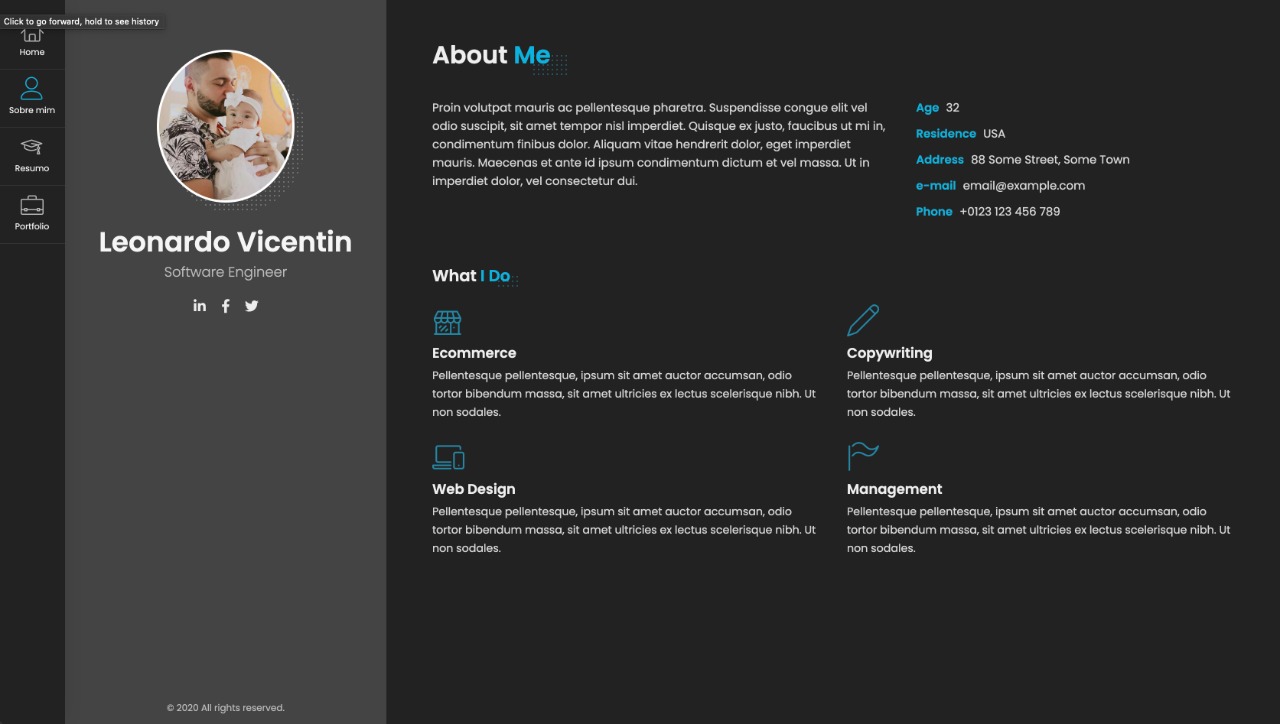 Click to go forward, hold to see history
Home
Sobre mim
Resumo
Portfolio
Leonardo Vicentin
Software Engineer
in f
© 2020 All rights reserved.
About Me
Proin volutpat mauris ac pellentesque pharetra. Suspendisse congue elit vel
odio suscipit, sit amet tempor nisl imperdiet. Quisque ex justo, faucibus ut mi in,
condimentum finibus dolor. Aliquam vitae hendrerit dolor, eget imperdiet
mauris. Maecenas et ante id ipsum condimentum dictum et vel massa. Ut in
imperdiet dolor, vel consectetur dui.
Age 32
Residence USA
Address 88 Some Street, Some Town
e-mail email@example.com
Phone +0123 123 456 789
What I Do
Ecommerce
Pellentesque pellentesque, ipsum sit amet auctor accumsan, odio
tortor bibendum massa, sit amet ultricies ex lectus scelerisque nibh. Ut
non sodales.
Copywriting
Pellentesque pellentesque, ipsum sit amet auctor accumsan, odio
tortor bibendum massa, sit amet ultricies ex lectus scelerisque nibh. Ut
non sodales.
Web Design
Pellentesque pellentesque, ipsum sit amet auctor accumsan, odio
tortor bibendum massa, sit amet ultricies ex lectus scelerisque nibh. Ut
non sodales.
Management
Pellentesque pellentesque, ipsum sit amet auctor accumsan, odio
tortor bibendum massa, sit amet ultricies ex lectus scelerisque nibh. Ut
non sodales.